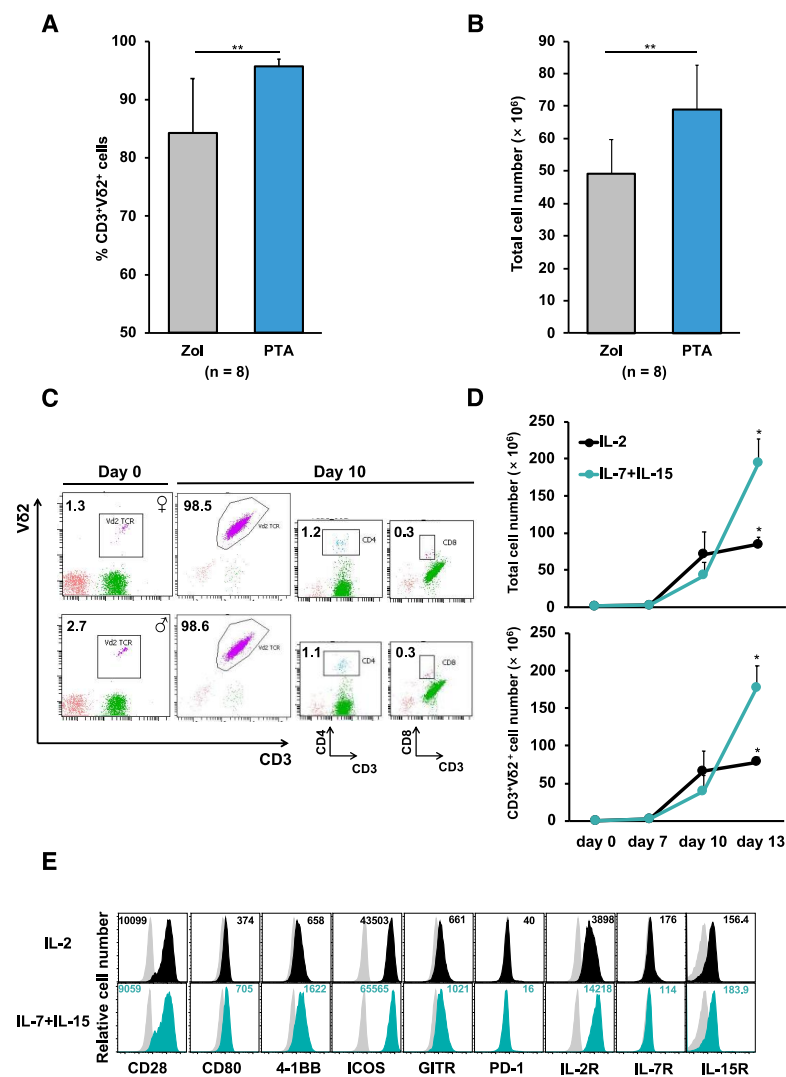 A
100
90
80
70
60
50
% CD3⁺Vδ2⁺ cells
**
Zol
PTA
(n = 8)
B
90
80
70
60
50
40
30
20
10
0
Total cell number (× 10⁶)
**
Zol
PTA
(n = 8)
C
Day 0
Day 10
Vδ2
1.3
♀
Vd2 TCR
98.5
Vd2 TCR
1.2
CD4
0.3
CD8
2.7
♂
Vd2 TCR
98.6
Vd2 TCR
1.1
CD4
0.3
CD8
CD3
CD4
CD3
CD8
CD3
D
250
200
150
100
50
0
Total cell number (× 10⁶)
IL-2
IL-7+IL-15
*
*
250
200
150
100
50
0
CD3⁺Vδ2⁺ cell number (× 10⁶)
*
*
day 0 day 7 day 10 day 13
E
Relative cell number
IL-2
10099 374 658 43503 661 40 3898 176 156.4
IL-7+IL-15
9059 705 1622 65565 1021 16 14218 114 183.9
CD28 CD80 4-1BB ICOS GITR PD-1 IL-2R IL-7R IL-15R